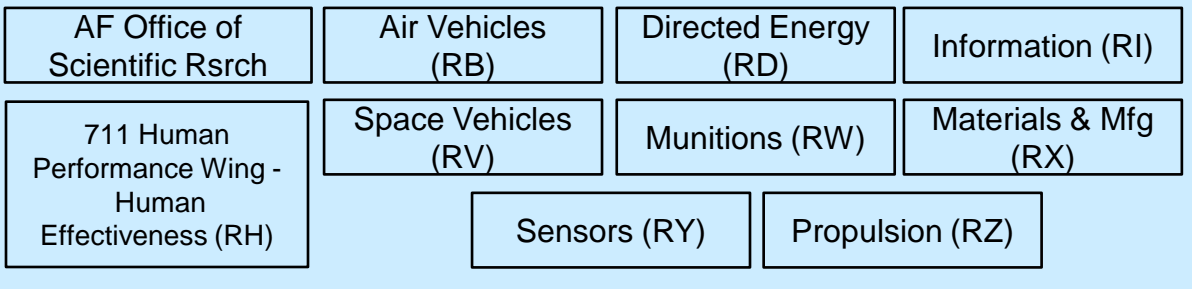 AF Office of
Scientific Rsrch
Air Vehicles
(RB)
Directed Energy
(RD)
Information (RI)
711 Human
Performance Wing -
Human
Effectiveness (RH)
Space Vehicles
(RV)
Munitions (RW)
Materials & Mfg
(RX)
Sensors (RY)
Propulsion (RZ)